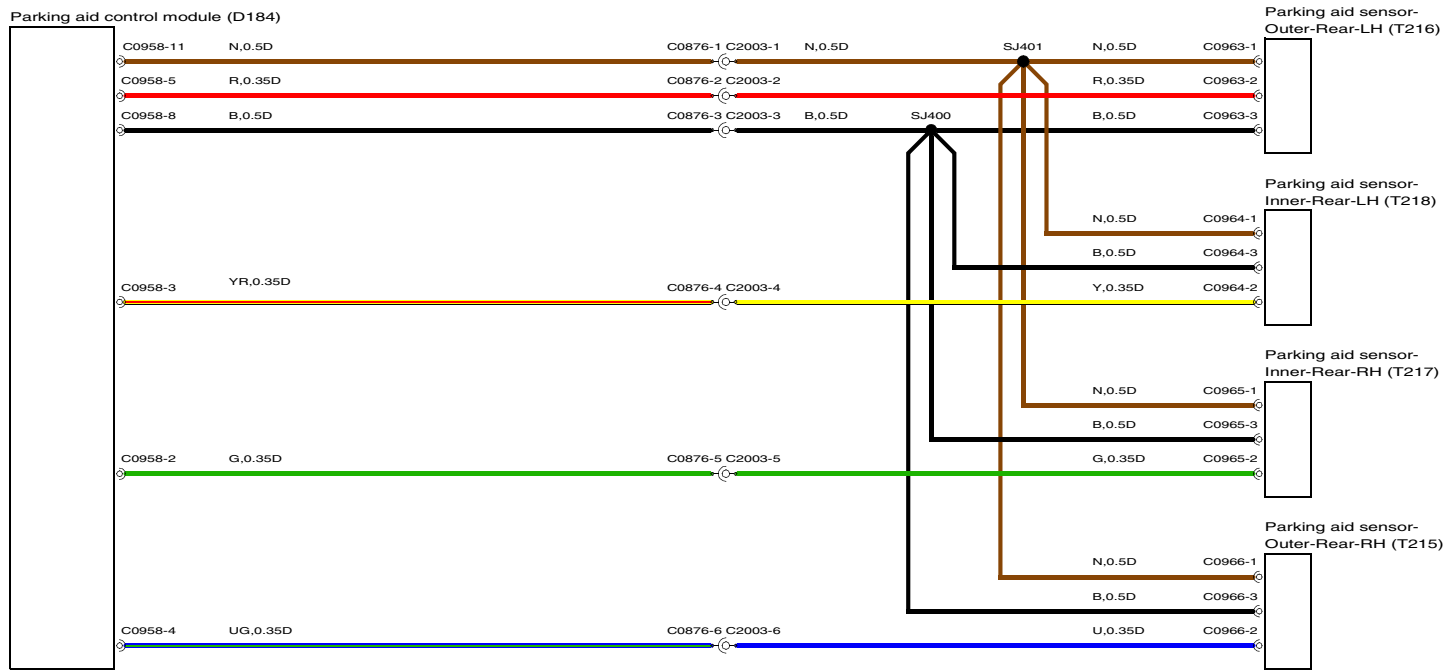 Parking aid control module (D184)
Parking aid sensor-
Outer-Rear-LH (T216)
C0958-11 N,0.5D C0876-1 C2003-1 N,0.5D SJ401 N,0.5D C0963-1
C0958-5 R,0.35D C0876-2 C2003-2 R,0.35D C0963-2
C0958-8 B,0.5D C0876-3 C2003-3 B,0.5D SJ400 B,0.5D C0963-3
Parking aid sensor-
Inner-Rear-LH (T218)
N,0.5D C0964-1
B,0.5D C0964-3
C0958-3 YR,0.35D C0876-4 C2003-4 Y,0.35D C0964-2
Parking aid sensor-
Inner-Rear-RH (T217)
N,0.5D C0965-1
B,0.5D C0965-3
C0958-2 G,0.35D C0876-5 C2003-5 G,0.35D C0965-2
Parking aid sensor-
Outer-Rear-RH (T215)
N,0.5D C0966-1
B,0.5D C0966-3
C0958-4 UG,0.35D C0876-6 C2003-6 U,0.35D C0966-2